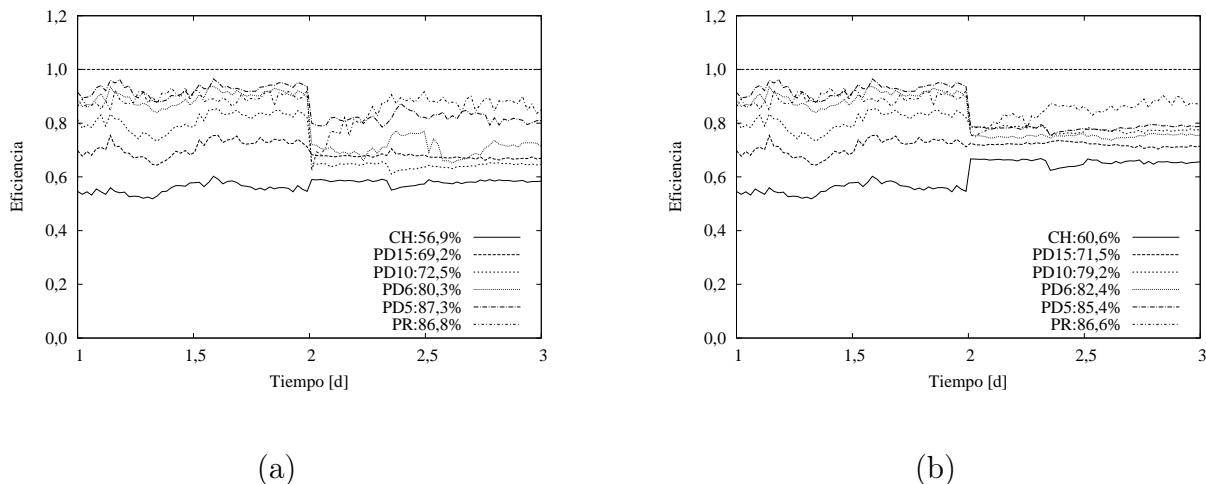 1,2
1,0
0,8
0,6
0,4
0,2
0,0
Eficiencia
CH:56,9%
PD15:69,2%
PD10:72,5%
PD6:80,3%
PD5:87,3%
PR:86,8%
1 1,5 2 2,5 3
Tiempo [d]
(a)
1,2
1,0
0,8
0,6
0,4
0,2
0,0
Eficiencia
CH:60,6%
PD15:71,5%
PD10:79,2%
PD6:82,4%
PD5:85,4%
PR:86,6%
1 1,5 2 2,5 3
Tiempo [d]
(b)